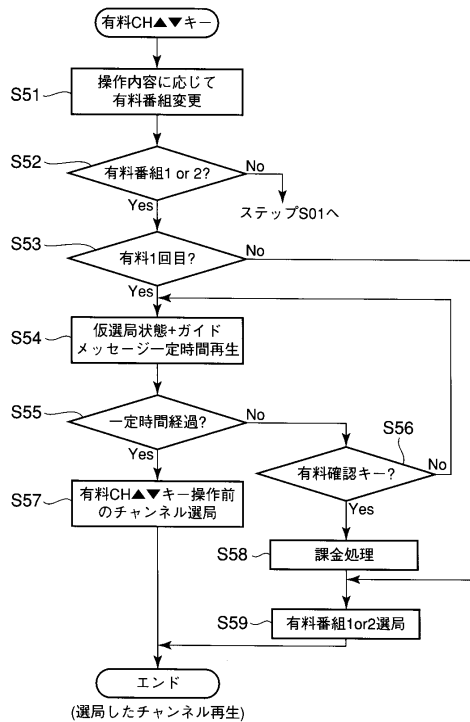 有料CH▲▼キー
S51
操作内容に応じて
有料番組変更
S52
有料番組1 or 2?
No
Yes
ステップS01へ
S53
有料1回目?
No
Yes
S54
仮選局状態+ガイド
メッセージ一定時間再生
S55
一定時間経過?
No
Yes
S56
有料確認キー?
No
Yes
S57
有料CH▲▼キー操作前
のチャンネル選局
S58
課金処理
S59
有料番組1or2選局
エンド
(選局したチャンネル再生)